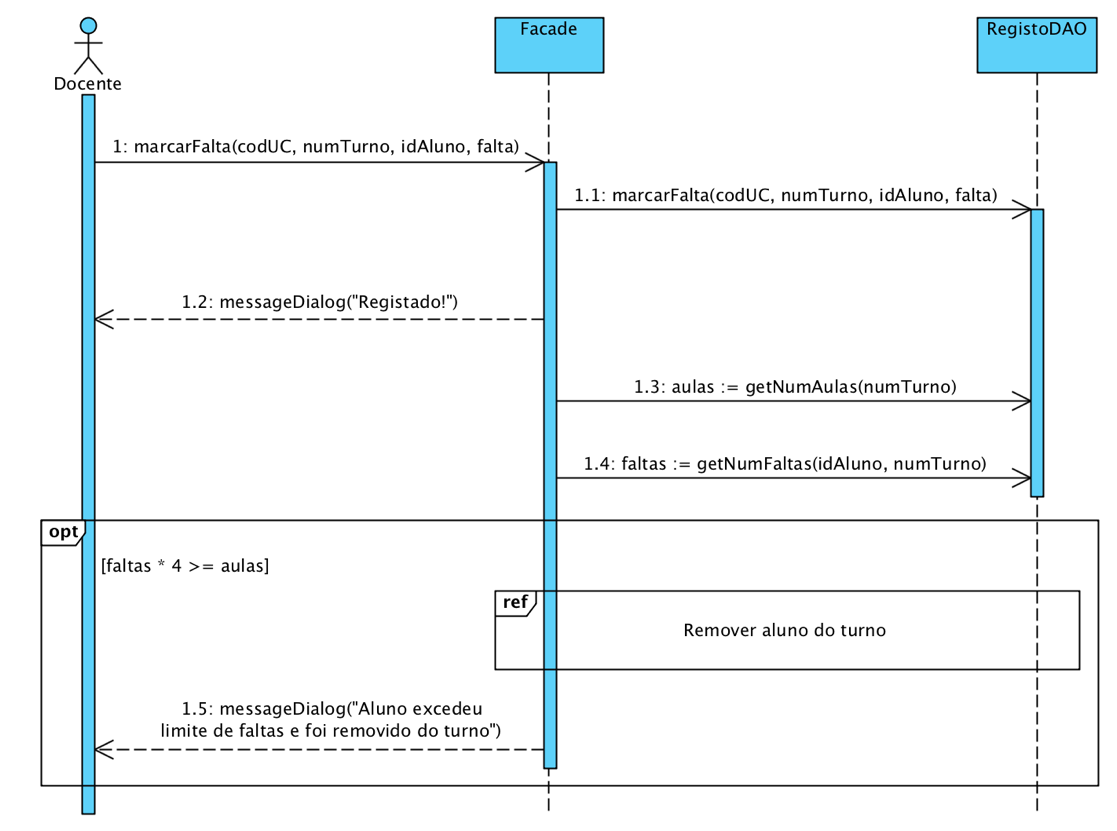 Facade
RegistoDAO
Docente
1: marcarFalta(codUC, numTurno, idAluno, falta)
1.1: marcarFalta(codUC, numTurno, idAluno, falta)
1.2: messageDialog("Registado!")
1.3: aulas := getNumAulas(numTurno)
1.4: faltas := getNumFaltas(idAluno, numTurno)
opt
[faltas * 4 >= aulas]
ref
Remover aluno do turno
1.5: messageDialog("Aluno excedeu
limite de faltas e foi removido do turno")